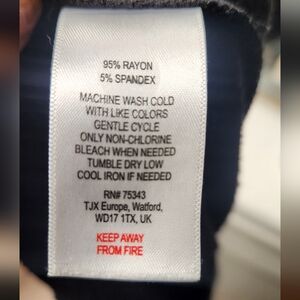 95% RAYON
5% SPANDEX
MACHINE WASH COLD
WITH LIKE COLORS
GENTLE CYCLE
ONLY NON-CHLORINE
BLEACH WHEN NEEDED
TUMBLE DRY LOW
COOL IRON IF NEEDED
RN# 75343
TJX Europe, Watford,
WD17 1TX, UK
KEEP AWAY
FROM FIRE